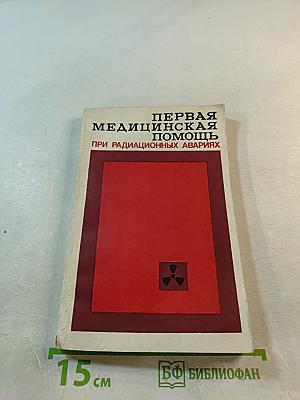 ПЕРВАЯ
МЕДИЦИНСКАЯ
ПОМОЩЬ
ПРИ РАДИАЦИОННЫХ АВАРИЯХ
15 см
БФ БИБЛИОФАН